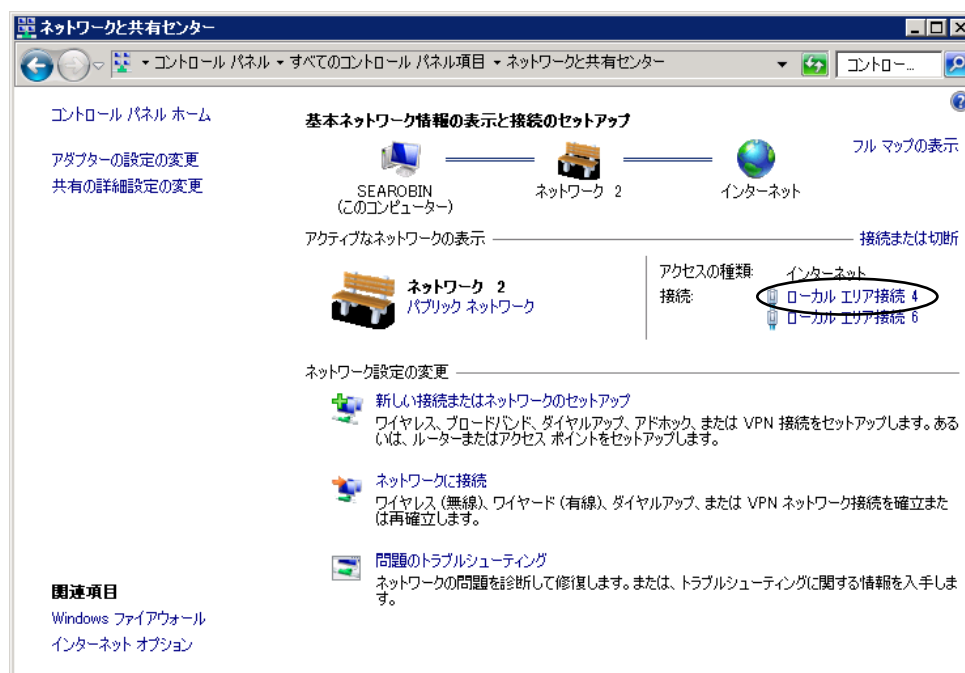 ネットワークと共有センター
コントロール パネル すべてのコントロール パネル項目 ネットワークと共有センター コントロー...
コントロール パネル ホーム
アダプターの設定の変更
共有の詳細設定の変更
基本ネットワーク情報の表示と接続のセットアップ
フル マップの表示
SEAROBIN
(このコンピューター)
ネットワーク 2
インターネット
アクティブなネットワークの表示
接続または切断
ネットワーク 2
パブリック ネットワーク
アクセスの種類: インターネット
接続: ローカル エリア接続 4
ローカル エリア接続 6
ネットワーク設定の変更
新しい接続またはネットワークのセットアップ
ワイヤレス、ブロードバンド、ダイヤルアップ、アドホック、または VPN 接続をセットアップします。ある
いは、ルーターまたはアクセス ポイントをセットアップします。
ネットワークに接続
ワイヤレス (無線)、ワイヤード (有線)、ダイヤルアップ、または VPN ネットワーク接続を確立また
は再確立します。
問題のトラブルシューティング
ネットワークの問題を診断して修復します。または、トラブルシューティングに関する情報を入手しま
す。
関連項目
Windows ファイアウォール
インターネット オプション